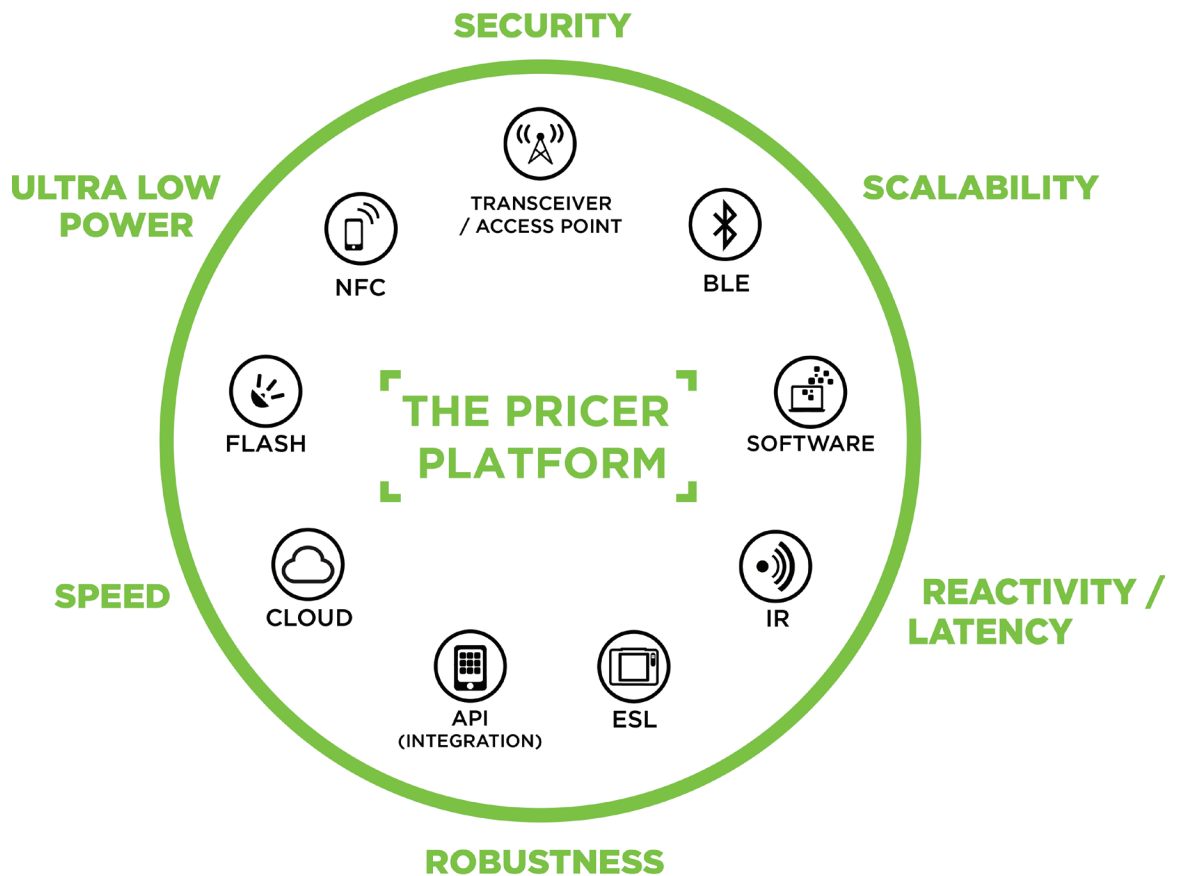 SECURITY
ULTRA LOW
POWER
SCALABILITY
TRANSCEIVER
/ ACCESS POINT
NFC
BLE
THE PRICER
PLATFORM
FLASH
SOFTWARE
SPEED
CLOUD
IR
REACTIVITY /
LATENCY
API
(INTEGRATION)
ESL
ROBUSTNESS